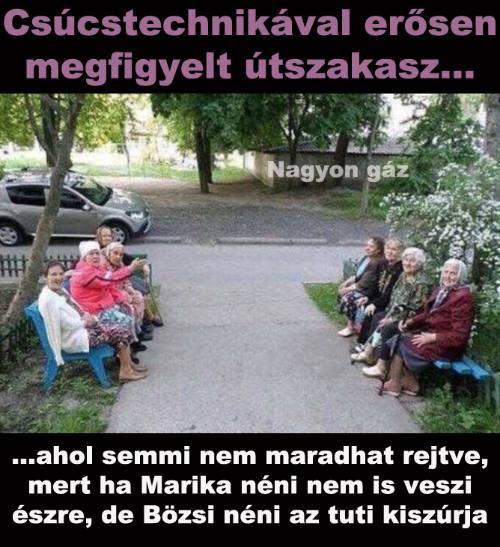 Csúcstechnikával erősen
megfigyelt útszakasz...
Nagyon gáz
...ahol semmi nem maradhat rejtve,
mert ha Marika néni nem is veszi
észre, de Bözsi néni az tuti kiszúrja